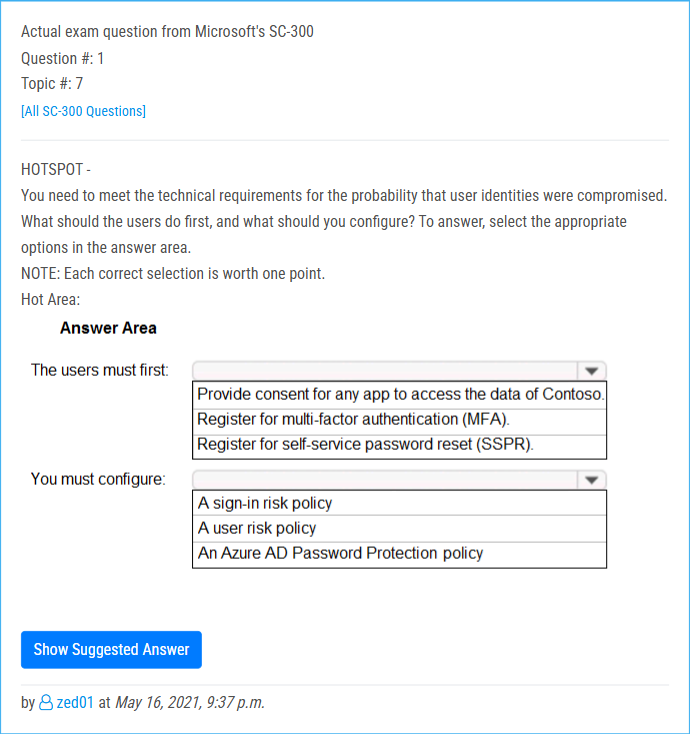 Actual exam question from Microsoft's SC-300
Question #: 1
Topic #: 7
[All SC-300 Questions]
HOTSPOT -
You need to meet the technical requirements for the probability that user identities were compromised.
What should the users do first, and what should you configure? To answer, select the appropriate
options in the answer area.
NOTE: Each correct selection is worth one point.
Hot Area:
Answer Area
The users must first:
Provide consent for any app to access the data of Contoso.
Register for multi-factor authentication (MFA).
Register for self-service password reset (SSPR).
You must configure:
A sign-in risk policy
A user risk policy
An Azure AD Password Protection policy
Show Suggested Answer
by zed01 at May 16, 2021, 9:37 p.m.